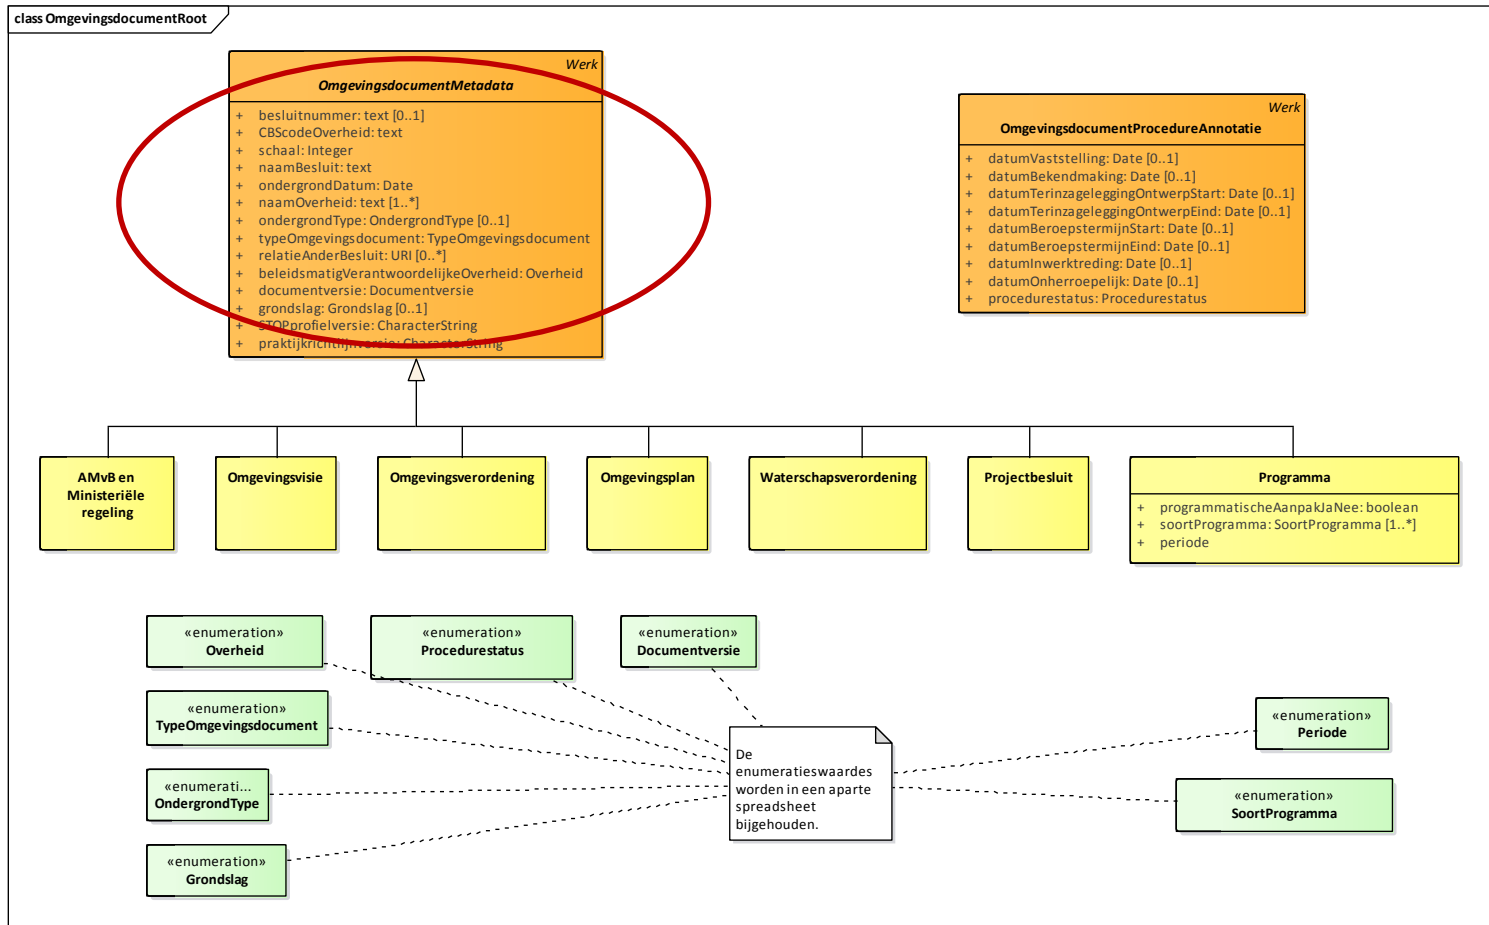 class OmgevingsdocumentRoot
Werk
OmgevingsdocumentMetadata
+ besluitnummer: text [0..1]
+ CBScodeOverheid: text
+ schaal: Integer
+ naamBesluit: text
+ ondergrondDatum: Date
+ naamOverheid: text [1..*]
+ ondergrondType: OndergrondType [0..1]
+ typeOmgevingsdocument: TypeOmgevingsdocument
+ relatieAnderBesluit: URI [0..*]
+ beleidsmatigVerantwoordelijkeOverheid: Overheid
+ documentversie: Documentversie
+ grondslag: Grondslag [0..1]
+ STOPprofielversie: CharacterString
+ praktijkrichtlijnversie: CharacterString
Werk
OmgevingsdocumentProcedureAnnotatie
+ datumVaststelling: Date [0..1]
+ datumBekendmaking: Date [0..1]
+ datumTerinzageleggingOntwerpStart: Date [0..1]
+ datumTerinzageleggingOntwerpEind: Date [0..1]
+ datumBeroepstermijnStart: Date [0..1]
+ datumBeroepstermijnEind: Date [0..1]
+ datumInwerktreding: Date [0..1]
+ datumOnherroepelijk: Date [0..1]
+ procedurestatus: Procedurestatus
AMvB en
Ministeriële
regeling
Omgevingsvisie
Omgevingsverordening
Omgevingsplan
Waterschapsverordening
Projectbesluit
Programma
+ programmatischeAanpakJaNee: boolean
+ soortProgramma: SoortProgramma [1..*]
+ periode
«enumeration»
Overheid
«enumeration»
Procedurestatus
«enumeration»
Documentversie
«enumeration»
TypeOmgevingsdocument
«enumerati...
OndergrondType
«enumeration»
Grondslag
De
enumeratieswaardes
worden in een aparte
spreadsheet
bijgehouden.
«enumeration»
Periode
«enumeration»
SoortProgramma